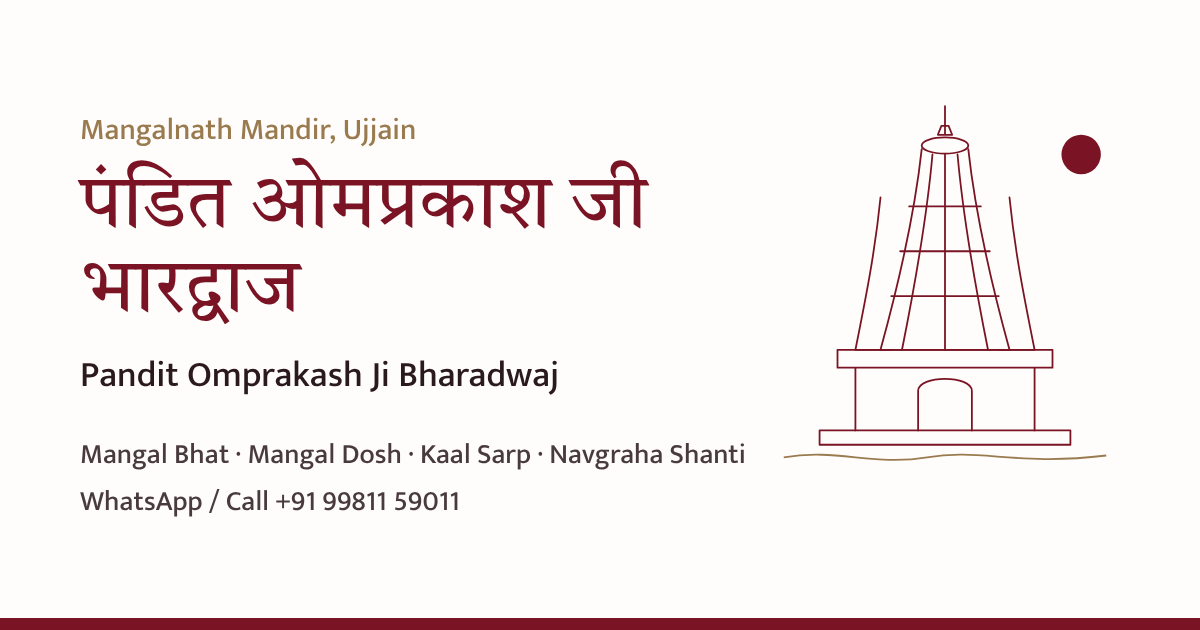 Mangalnath Mandir, Ujjain
पंडित ओमप्रकाश जी
भारद्वाज
Pandit Omprakash Ji Bharadwaj
Mangal Bhat · Mangal Dosh · Kaal Sarp · Navgraha Shanti
WhatsApp / Call +91 99811 59011